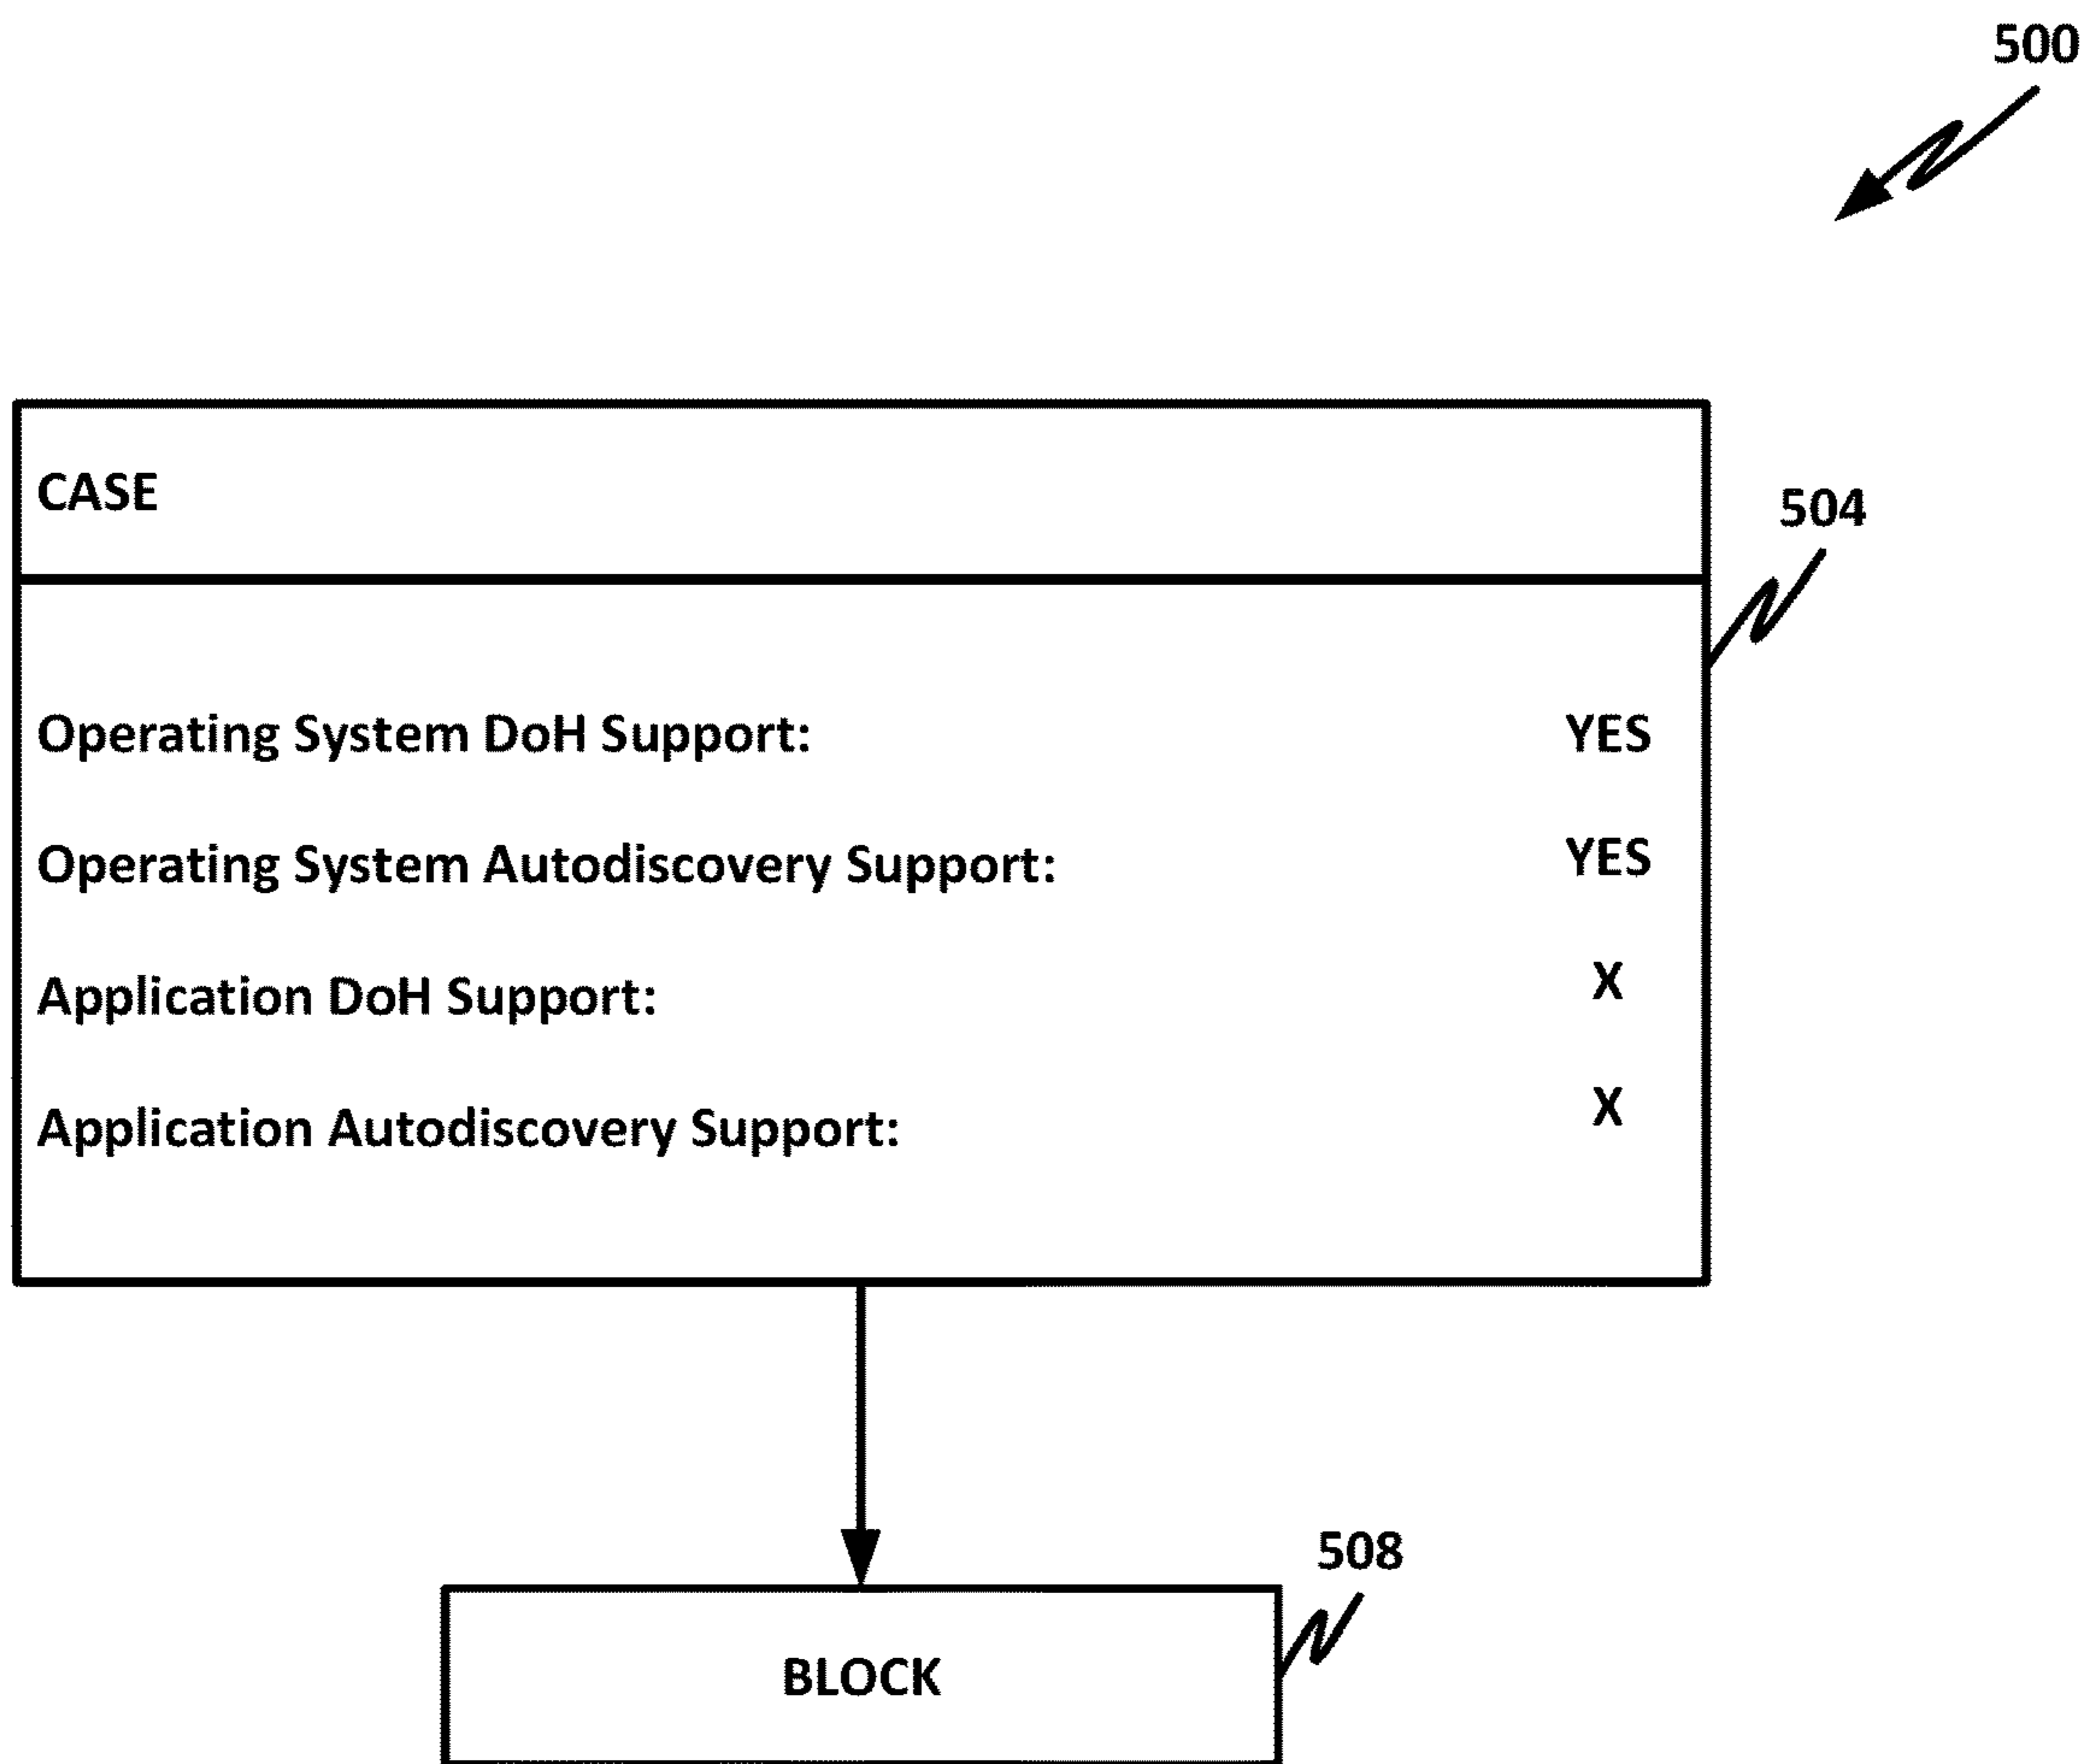 500
CASE
504
Operating System DoH Support: YES
Operating System Autodiscovery Support: YES
Application DoH Support: X
Application Autodiscovery Support: X
508
BLOCK